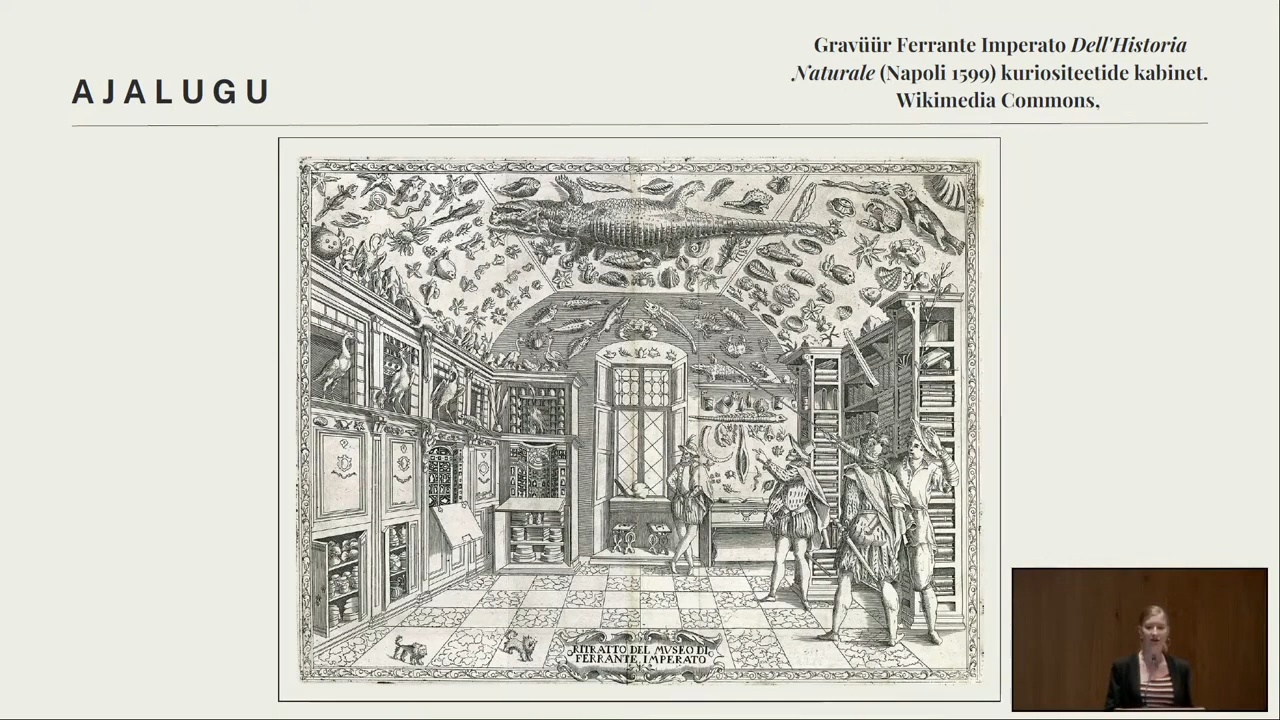 AJALUGU
Gravüür Ferrante Imperato Dell'Historia
Naturale (Napoli 1599) kuriositeetide kabinet.
Wikimedia Commons,
RITRATTO DEL MVSEO DI
FERRANTE IMPERATO